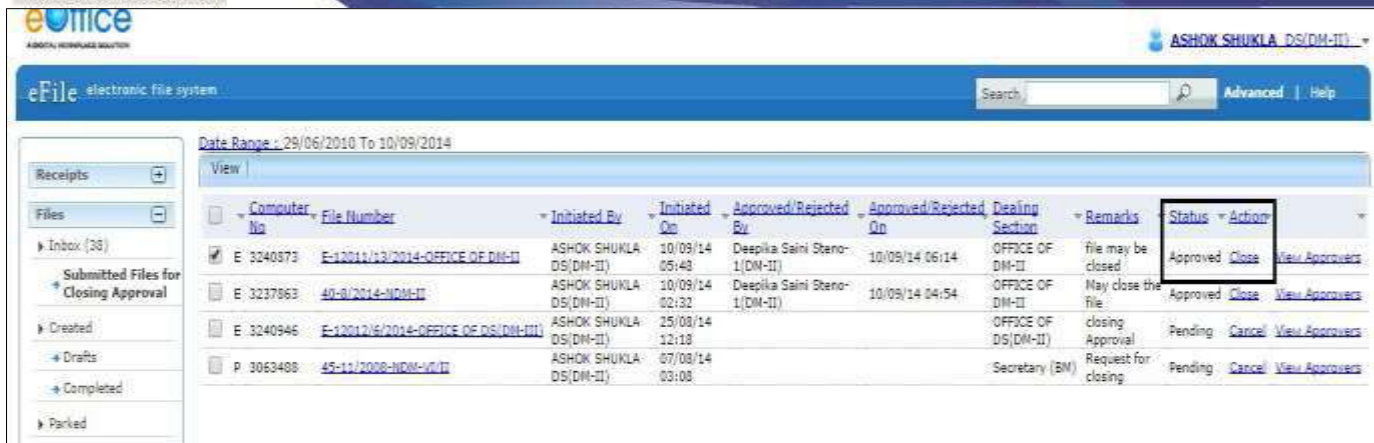 eOffice
A DIGITAL WORKPLACE SOLUTION
ASHOK SHUKLA DS(DM-II)
eFile electronic file system
Search
Advanced | Help
Date Range : 29/06/2010 To 10/09/2014
View |
Receipts
Files
Inbox (38)
Submitted Files for Closing Approval
Created
Drafts
Completed
Parked
Computer No File Number Initiated By Initiated On Approved/Rejected By Approved/Rejected On Dealing Section Remarks Status Action
E 3240873 E-12011/13/2014-OFFICE OF DM-II ASHOK SHUKLA DS(DM-II) 10/09/14 05:48 Deepika Saini Steno-1(DM-II) 10/09/14 06:14 OFFICE OF DM-II file may be closed Approved Close View Approvers
E 3237863 40-8/2014-NDM-II ASHOK SHUKLA DS(DM-II) 10/09/14 02:32 Deepika Saini Steno-1(DM-II) 10/09/14 04:54 OFFICE OF DM-II May close the file Approved Close View Approvers
E 3240946 E-12012/6/2014-OFFICE OF DS(DM-III) ASHOK SHUKLA DS(DM-II) 25/08/14 12:18 OFFICE OF DS(DM-II) closing Approval Pending Cancel View Approvers
P 3063488 45-11/2008-NDM-VI/II ASHOK SHUKLA DS(DM-II) 07/08/14 03:08 Secretary (BM) Request for closing Pending Cancel View Approvers